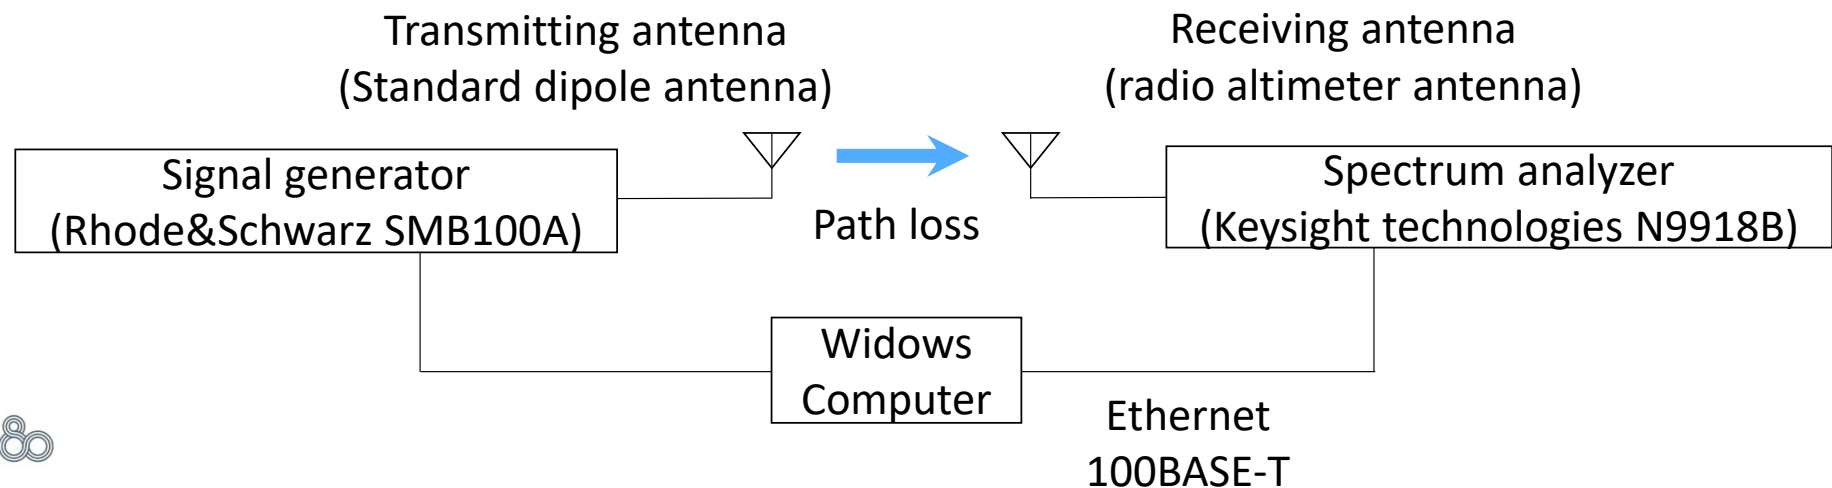 Transmitting antenna
(Standard dipole antenna)
Receiving antenna
(radio altimeter antenna)
Signal generator
(Rhode&Schwarz SMB100A)
Path loss
Spectrum analyzer
(Keysight technologies N9918B)
Widows
Computer
Ethernet
100BASE-T